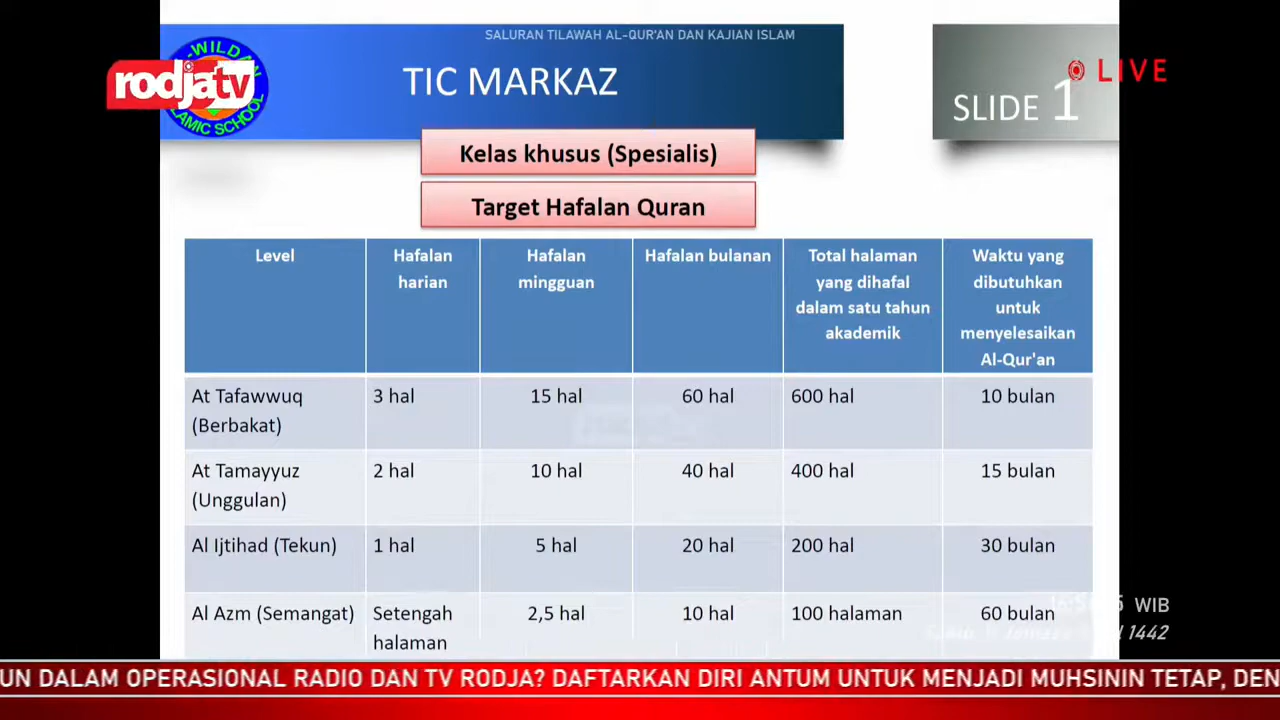 SALURAN TILAWAH AL-QUR'AN DAN KAJIAN ISLAM
-WILDAN
rodjatv
LAMIC SCHOOL
TIC MARKAZ
LIVE
SLIDE 1
Kelas khusus (Spesialis)
Target Hafalan Quran
Level
Hafalan
harian
Hafalan
mingguan
Hafalan bulanan
Total halaman
yang dihafal
dalam satu tahun
akademik
Waktu yang
dibutuhkan
untuk
menyelesaikan
Al-Qur'an
At Tafawwuq
(Berbakat)
3 hal
15 hal
60 hal
600 hal
10 bulan
At Tamayyuz
(Unggulan)
2 hal
10 hal
40 hal
400 hal
15 bulan
Al Ijtihad (Tekun)
1 hal
5 hal
20 hal
200 hal
30 bulan
Al Azm (Semangat)
Setengah
halaman
2,5 hal
10 hal
100 halaman
60 bulan
WIB
1442
UN DALAM OPERASIONAL RADIO DAN TV RODJA? DAFTARKAN DIRI ANTUM UNTUK MENJADI MUHSININ TETAP, DEN